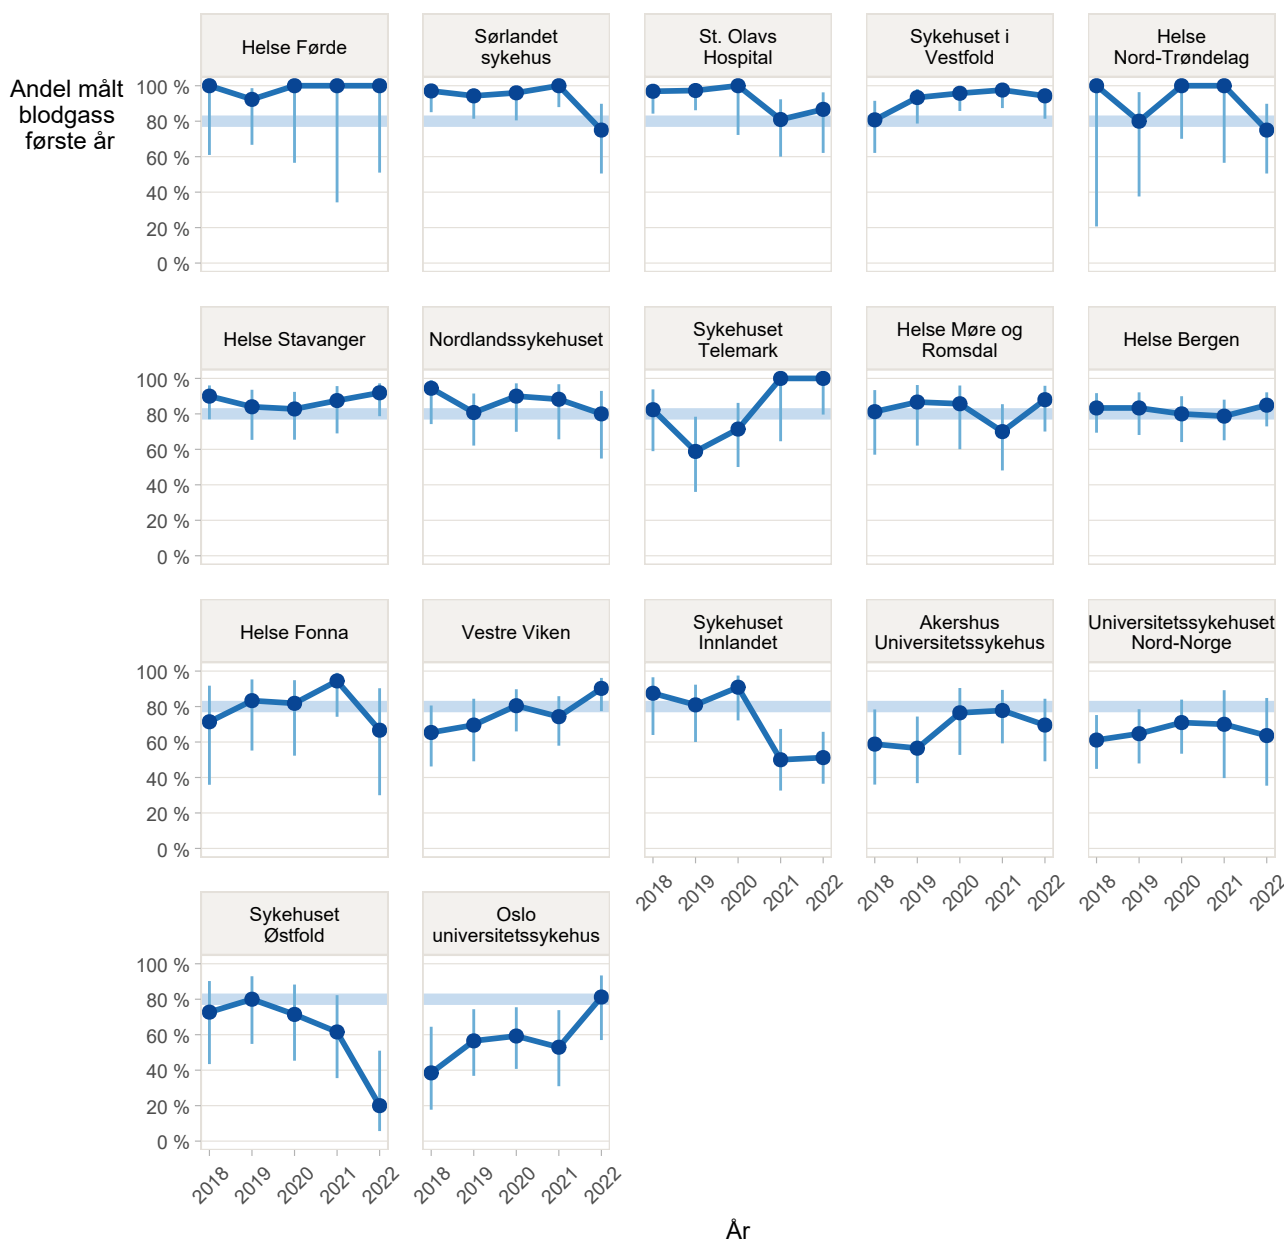 Helse Førde
Sørlandet
sykehus
St. Olavs
Hospital
Sykehuset i
Vestfold
Helse
Nord-Trøndelag
Andel målt
blodgass
første år
100 %
80 %
60 %
40 %
20 %
0 %
Helse Stavanger
Nordlandssykehuset
Sykehuset
Telemark
Helse Møre og
Romsdal
Helse Bergen
100 %
80 %
60 %
40 %
20 %
0 %
Helse Fonna
Vestre Viken
Sykehuset
Innlandet
Akershus
Universitetssykehus
Universitetssykehuset
Nord-Norge
100 %
80 %
60 %
40 %
20 %
0 %
2018 2019 2020 2021 2022
2018 2019 2020 2021 2022
2018 2019 2020 2021 2022
Sykehuset
Østfold
Oslo
universitetssykehus
100 %
80 %
60 %
40 %
20 %
0 %
2018 2019 2020 2021 2022
2018 2019 2020 2021 2022
År